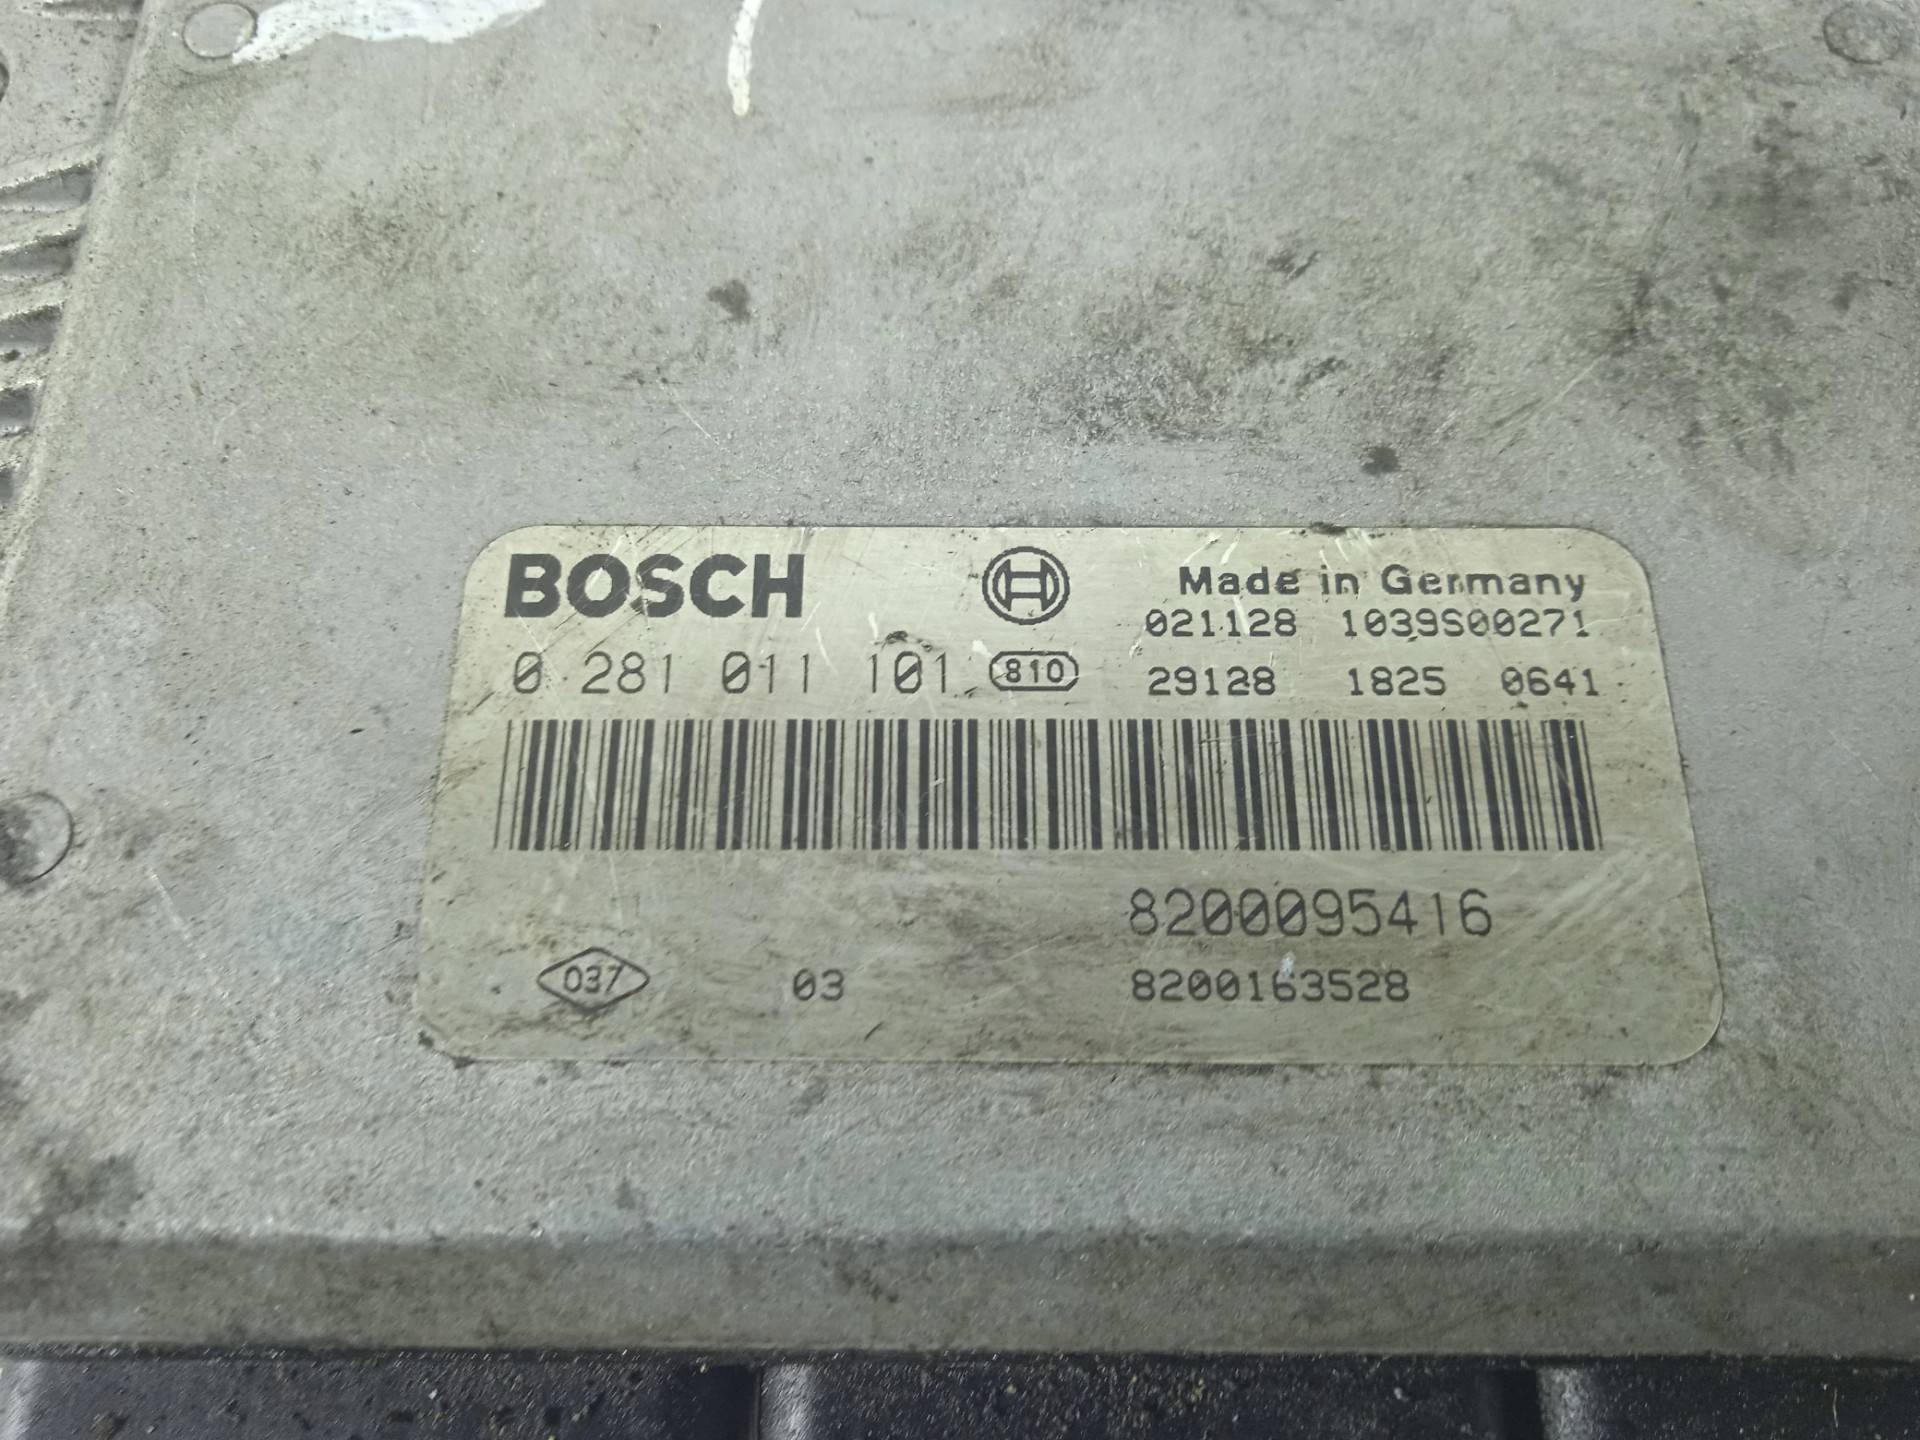 BOSCH Made in Germany
021128 1039S00271
0 281 011 101 810 29128 1825 0641
8200095416
037 03 8200163528